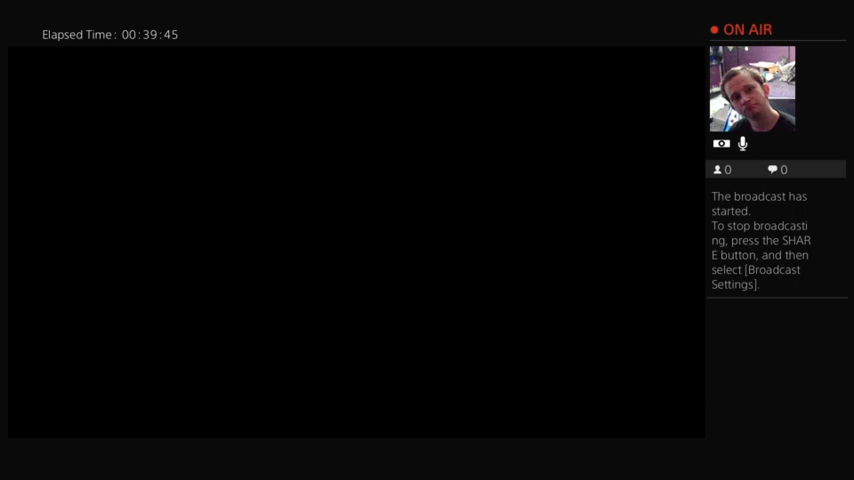 Elapsed Time: 00:39:45
ON AIR
0 0
The broadcast has
started.
To stop broadcasti
ng, press the SHAR
E button, and then
select [Broadcast
Settings].